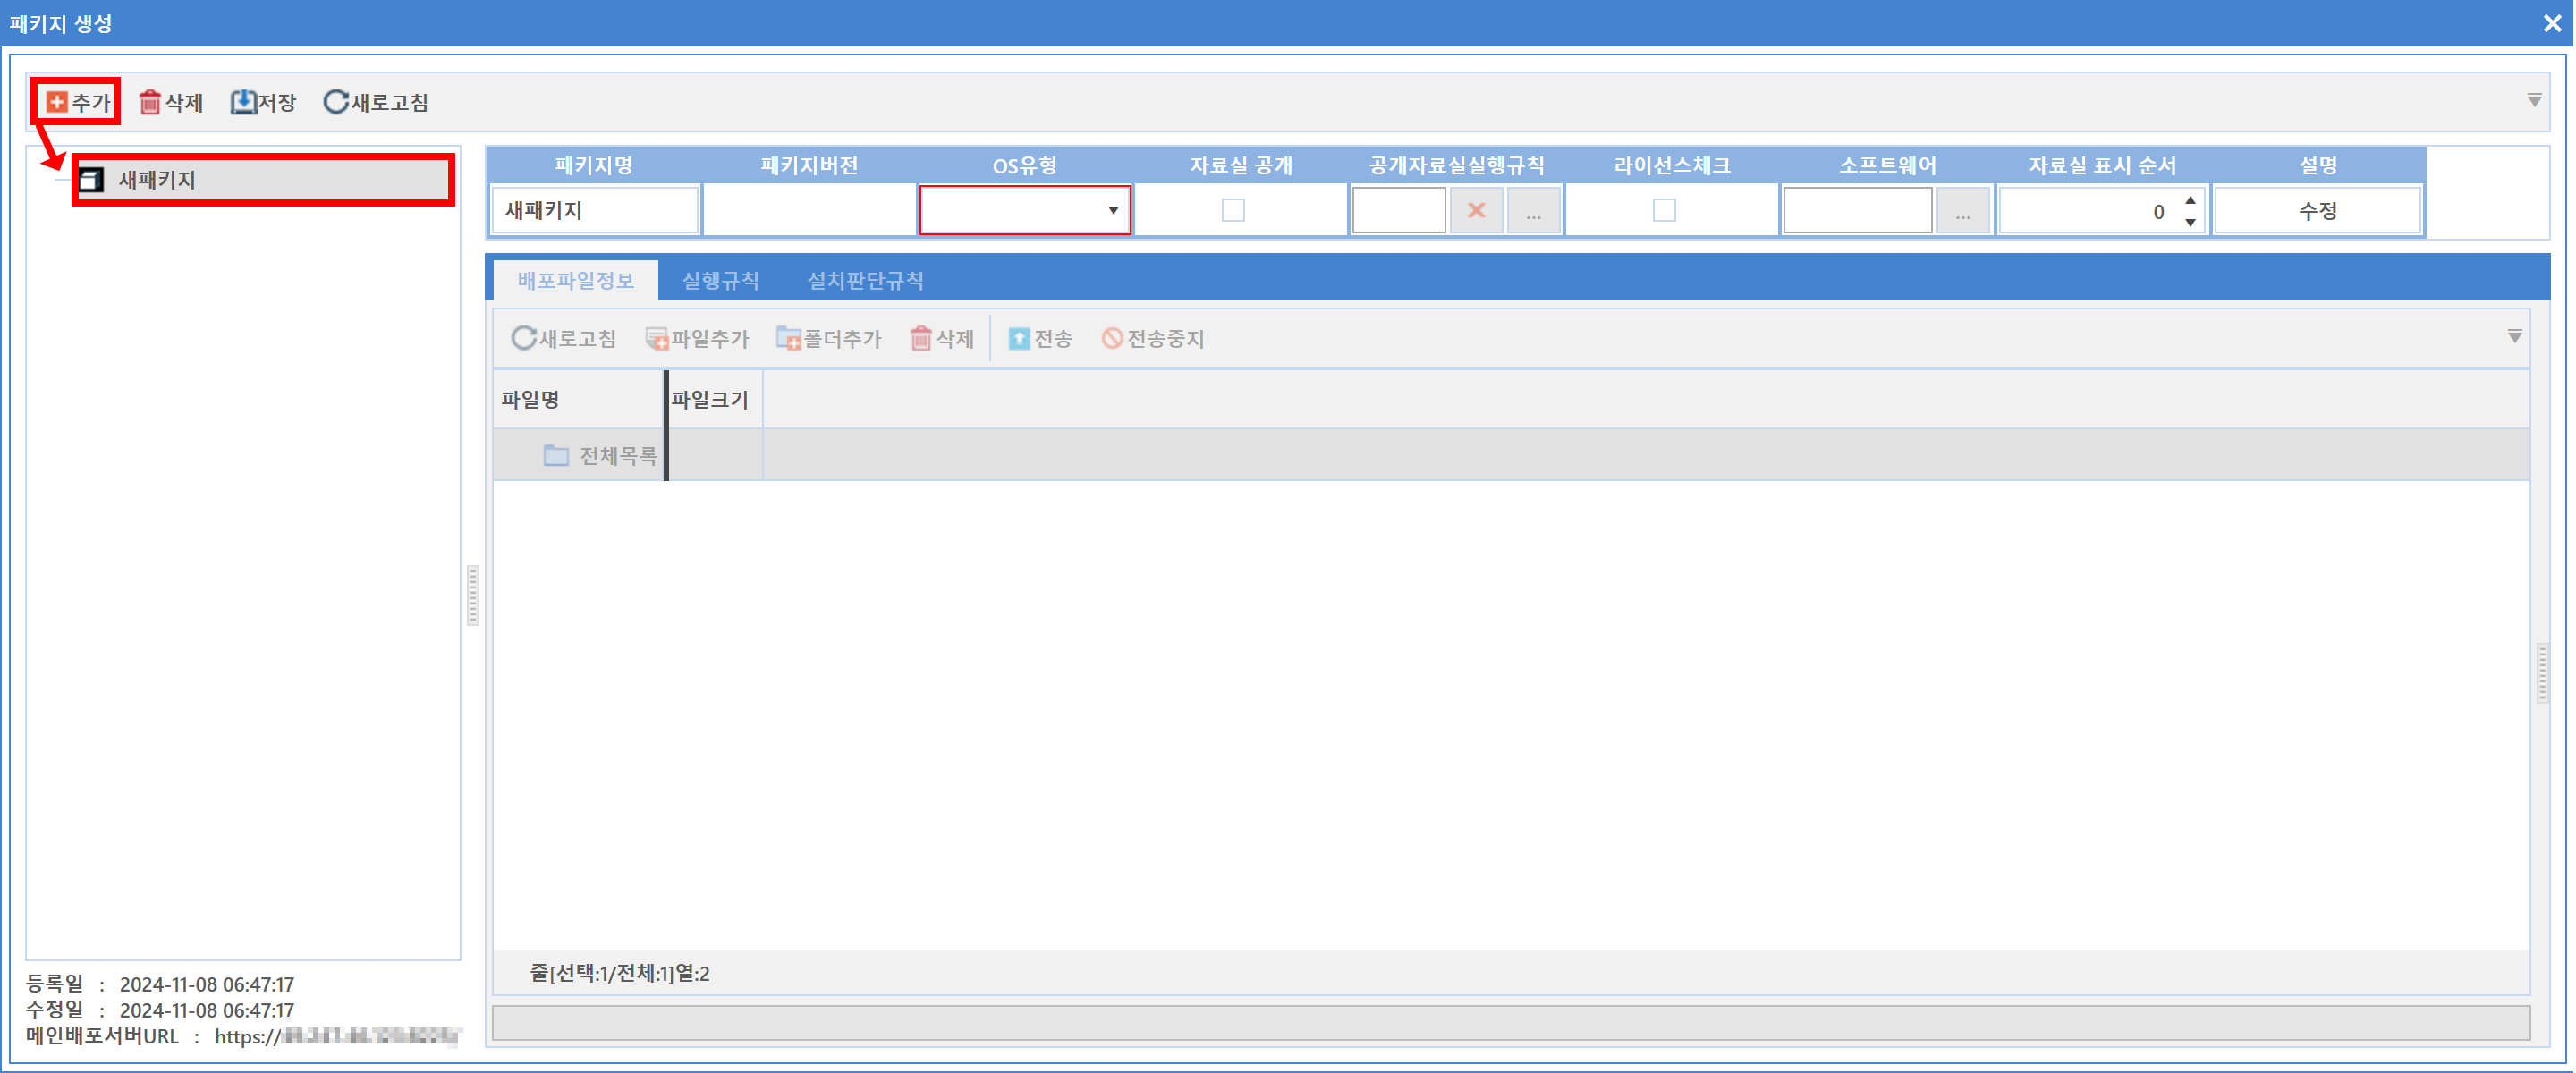 패키지 생성
추가 삭제 저장 새로고침
새패키지
패키지명 패키지버전 OS유형 자료실 공개 공개자료실실행규칙 라이선스체크 소프트웨어 자료실 표시 순서 설명
새패키지 ... ... 0 수정
배포파일정보 실행규칙 설치판단규칙
새로고침 파일추가 폴더추가 삭제 전송 전송중지
파일명 파일크기
전체목록
줄[선택:1/전체:1]열:2
등록일 : 2024-11-08 06:47:17
수정일 : 2024-11-08 06:47:17
메인배포서버URL : https://